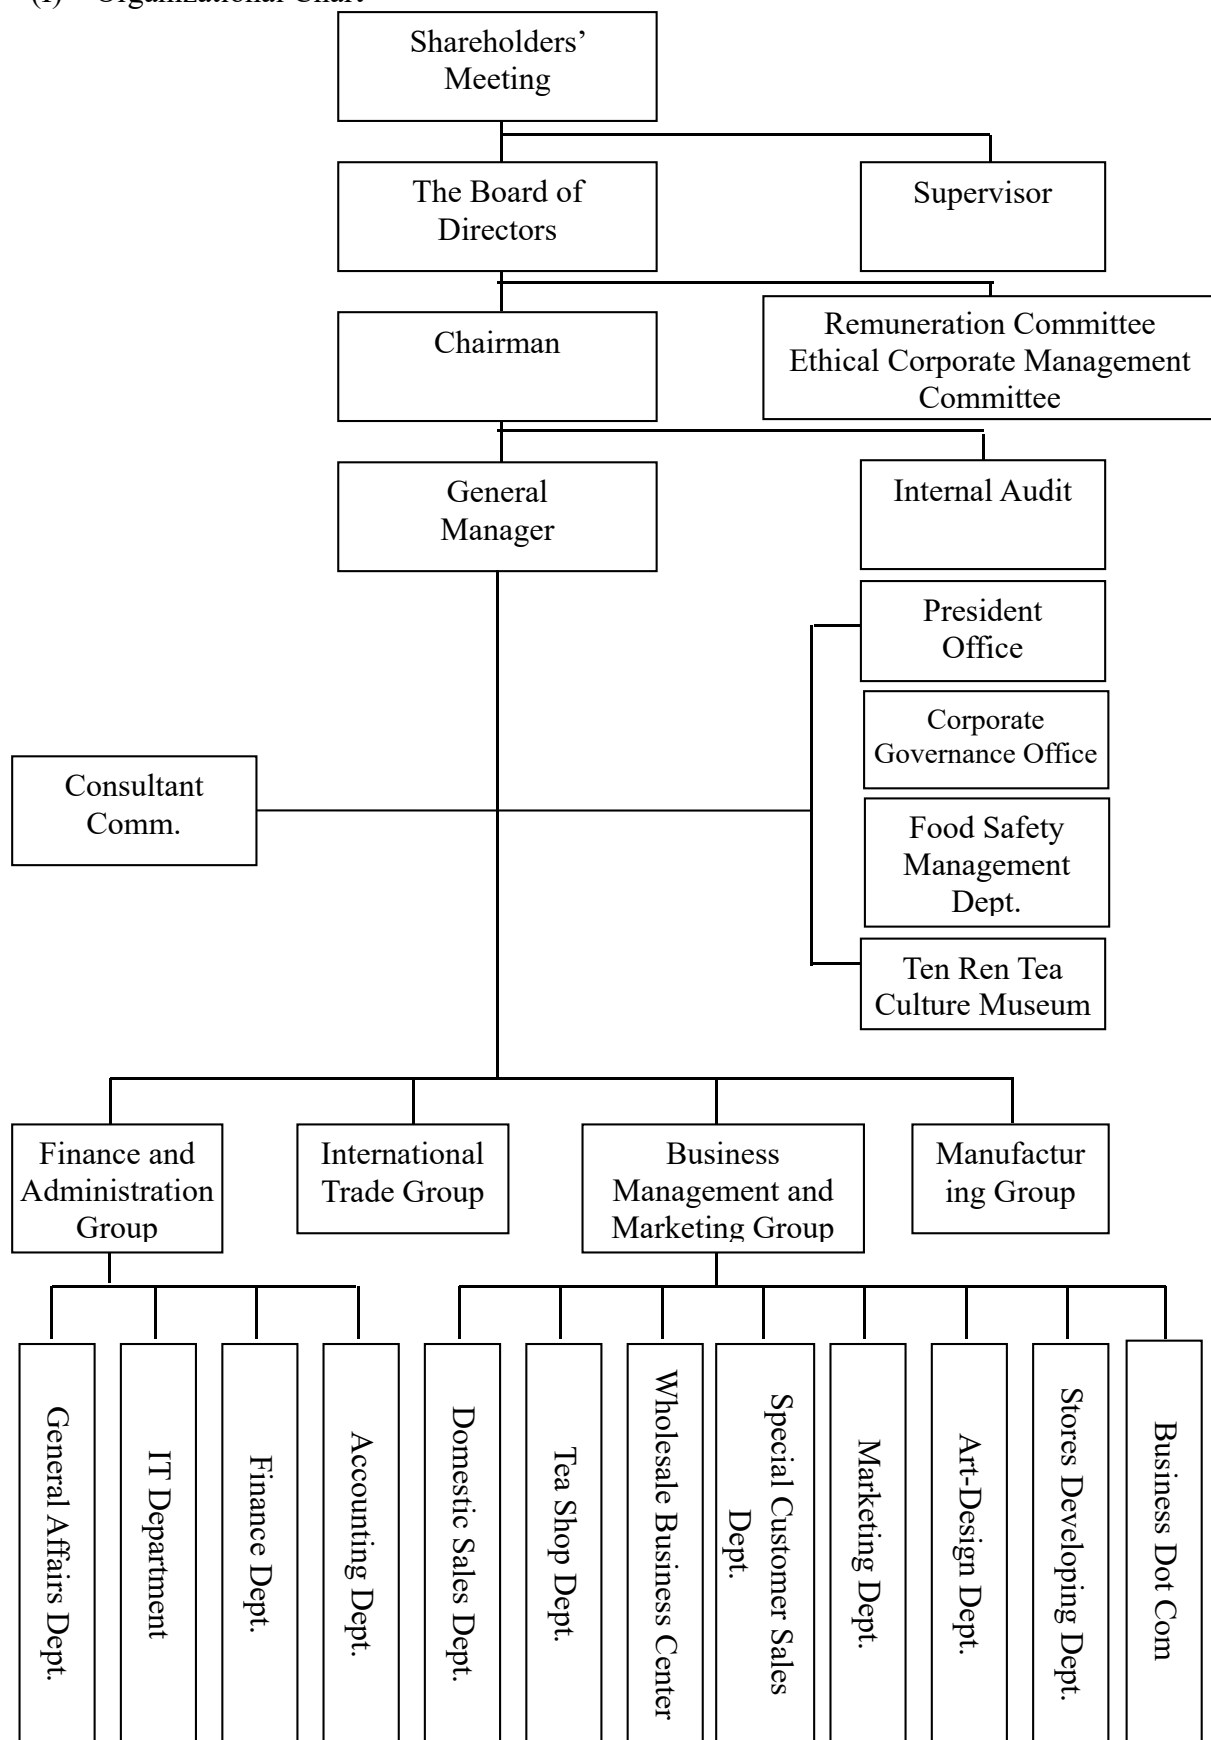 (I) Organizational Chart
Shareholders’
Meeting
The Board of
Directors
Supervisor
Chairman
Remuneration Committee
Ethical Corporate Management
Committee
General
Manager
Internal Audit
President
Office
Corporate
Governance Office
Consultant
Comm.
Food Safety
Management
Dept.
Ten Ren Tea
Culture Museum
Finance and
Administration
Group
International
Trade Group
Business
Management and
Marketing Group
Manufactur
ing Group
General Affairs Dept.
IT Department
Finance Dept.
Accounting Dept.
Domestic Sales Dept.
Tea Shop Dept.
Wholesale Business Center
Special Customer Sales
Dept.
Marketing Dept.
Art-Design Dept.
Stores Developing Dept.
Business Dot Com